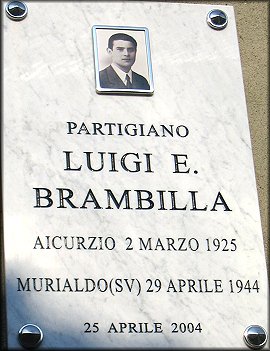 PARTIGIANO
LUIGI E.
BRAMBILLA
AICURZIO 2 MARZO 1925
MURIALDO(SV) 29 APRILE 1944
25 APRILE 2004